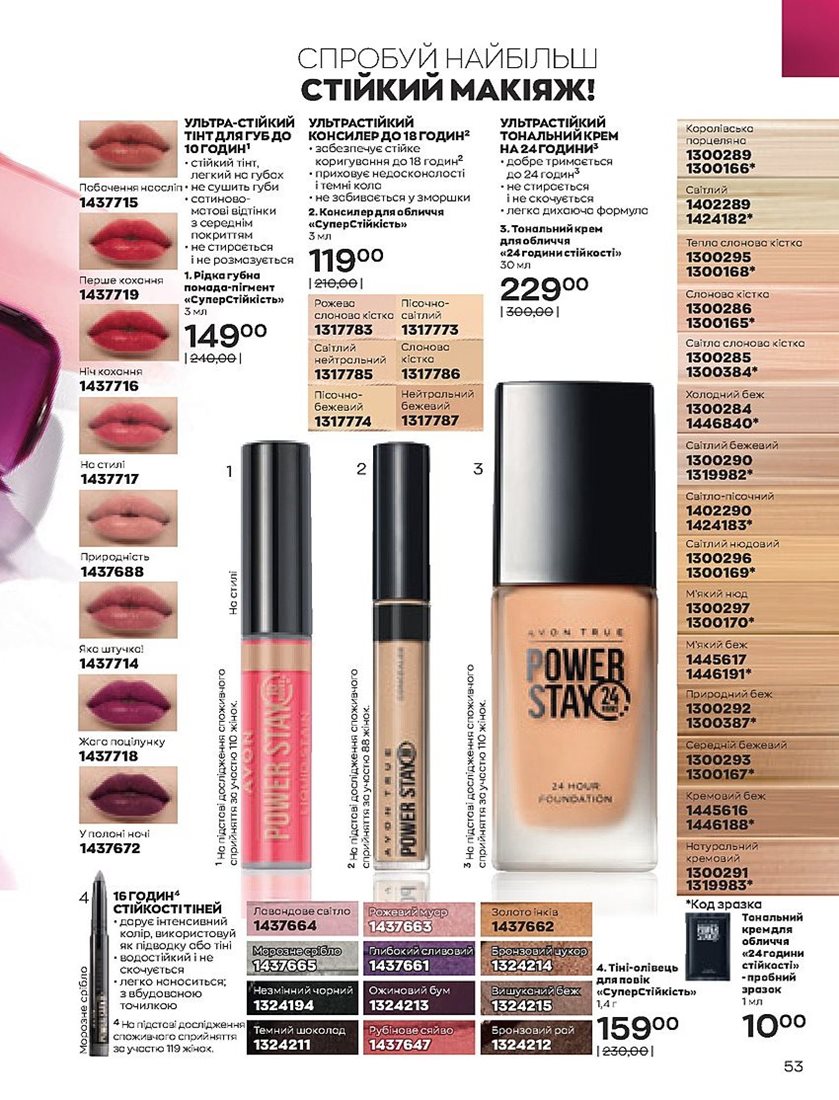 СПРОБУЙ НАЙБІЛЬШ
СТІЙКИЙ МАКІЯЖ!
Побачення наосліп
1437715
Перше кохання
1437719
Ніч кохання
1437716
На стилі
1437717
Природність
1437688
Яка штучка!
1437714
Жага поцілунку
1437718
У полоні ночі
1437672
УЛЬТРА-СТІЙКИЙ
ТІНТ ДЛЯ ГУБ ДО
10 ГОДИН¹
• стійкий тінт,
легкий на губах
• не сушить губи
• сатиново-
матові відтінки
з середнім
покриттям
• не стирається
і не розмазується
1. Рідка губна
помада-пігмент
«СуперСтійкість»
3 мл
149⁰⁰
| 240,00 |
УЛЬТРАСТІЙКИЙ
КОНСИЛЕР ДО 18 ГОДИН²
• забезпечує стійке
коригування до 18 годин²
• приховує недосконалості
і темні кола
• не забивається у зморшки
2. Консилер для обличчя
«СуперСтійкість»
3 мл
119⁰⁰
| 210,00 |
Рожева
слонова кістка
1317783
Пісочно-
світлий
1317773
Світлий
нейтральний
1317785
Слонова
кістка
1317786
Пісочно-
бежевий
1317774
Нейтральний
бежевий
1317787
УЛЬТРАСТІЙКИЙ
ТОНАЛЬНИЙ КРЕМ
НА 24 ГОДИНИ³
• добре тримається
до 24 годин³
• не стирається
і не скочується
• легка дихаюча формула
3. Тональний крем
для обличчя
«24 години стійкості»
30 мл
229⁰⁰
| 300,00 |
Королівська
порцеляна
1300289
1300166*
Світлий
1402289
1424182*
Тепла слонова кістка
1300295
1300168*
Слонова кістка
1300286
1300165*
Світла слонова кістка
1300285
1300384*
Холодний беж
1300284
1446840*
Світлий бежевий
1300290
1319982*
Світло-пісочний
1402290
1424183*
Світлий нюдовий
1300296
1300169*
М'який нюд
1300297
1300170*
М'який беж
1445617
1446191*
Природний беж
1300292
1300387*
Середній бежевий
1300293
1300167*
Кремовий беж
1445616
1446188*
Натуральний
кремовий
1300291
1319983*
*Код зразка
1
На стилі
AVON
POWER STAY
LIQUID STAIN
¹ На підставі дослідження споживчого
сприйняття за участю 110 жінок.
2
AVON TRUE
POWER STAY
CONCEALER
² На підставі дослідження споживчого
сприйняття за участю 88 жінок.
3
AVON TRUE
POWER
STAY 24
HOURS
24 HOUR
FOUNDATION
³ На підставі дослідження споживчого
сприйняття за участю 110 жінок.
4
Морозне срібло
16 ГОДИН⁴
СТІЙКОСТІ ТІНЕЙ
• дарує інтенсивний
колір, використовуй
як підводку або тіні
• водостійкий і не
скочується
• легко наноситься;
з вбудованою
точилкою
⁴ На підставі дослідження
споживчого сприйняття
за участю 119 жінок.
Лавандове світло
1437664
Рожевий муар
1437663
Золото інків
1437662
Морозне срібло
1437665
Глибокий сливовий
1437661
Бронзовий цукор
1324214
Незмінний чорний
1324194
Ожиновий бум
1324213
Вишуканий беж
1324215
Темний шоколад
1324211
Рубінове сяйво
1437647
Бронзовий рай
1324212
4. Тіні-олівець
для повік
«СуперСтійкість»
1,4 г
159⁰⁰
| 230,00 |
POWER
STAY
Тональний
крем для
обличчя
«24 години
стійкості»
- пробний
зразок
1 мл
10⁰⁰
53